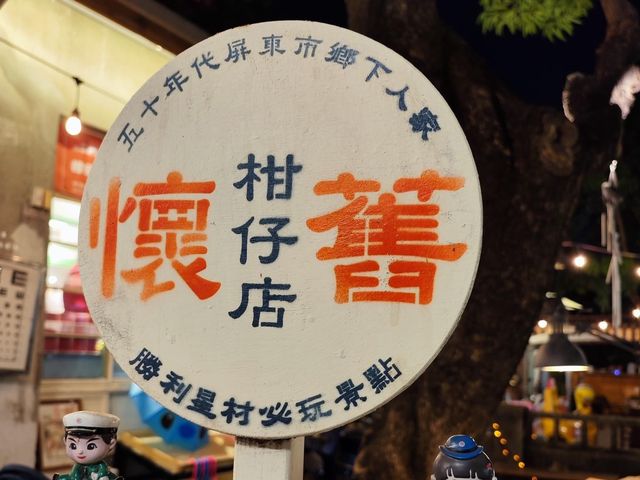 五十年代屏東市鄉下人家
懷舊
柑仔店
勝利星村必玩景點